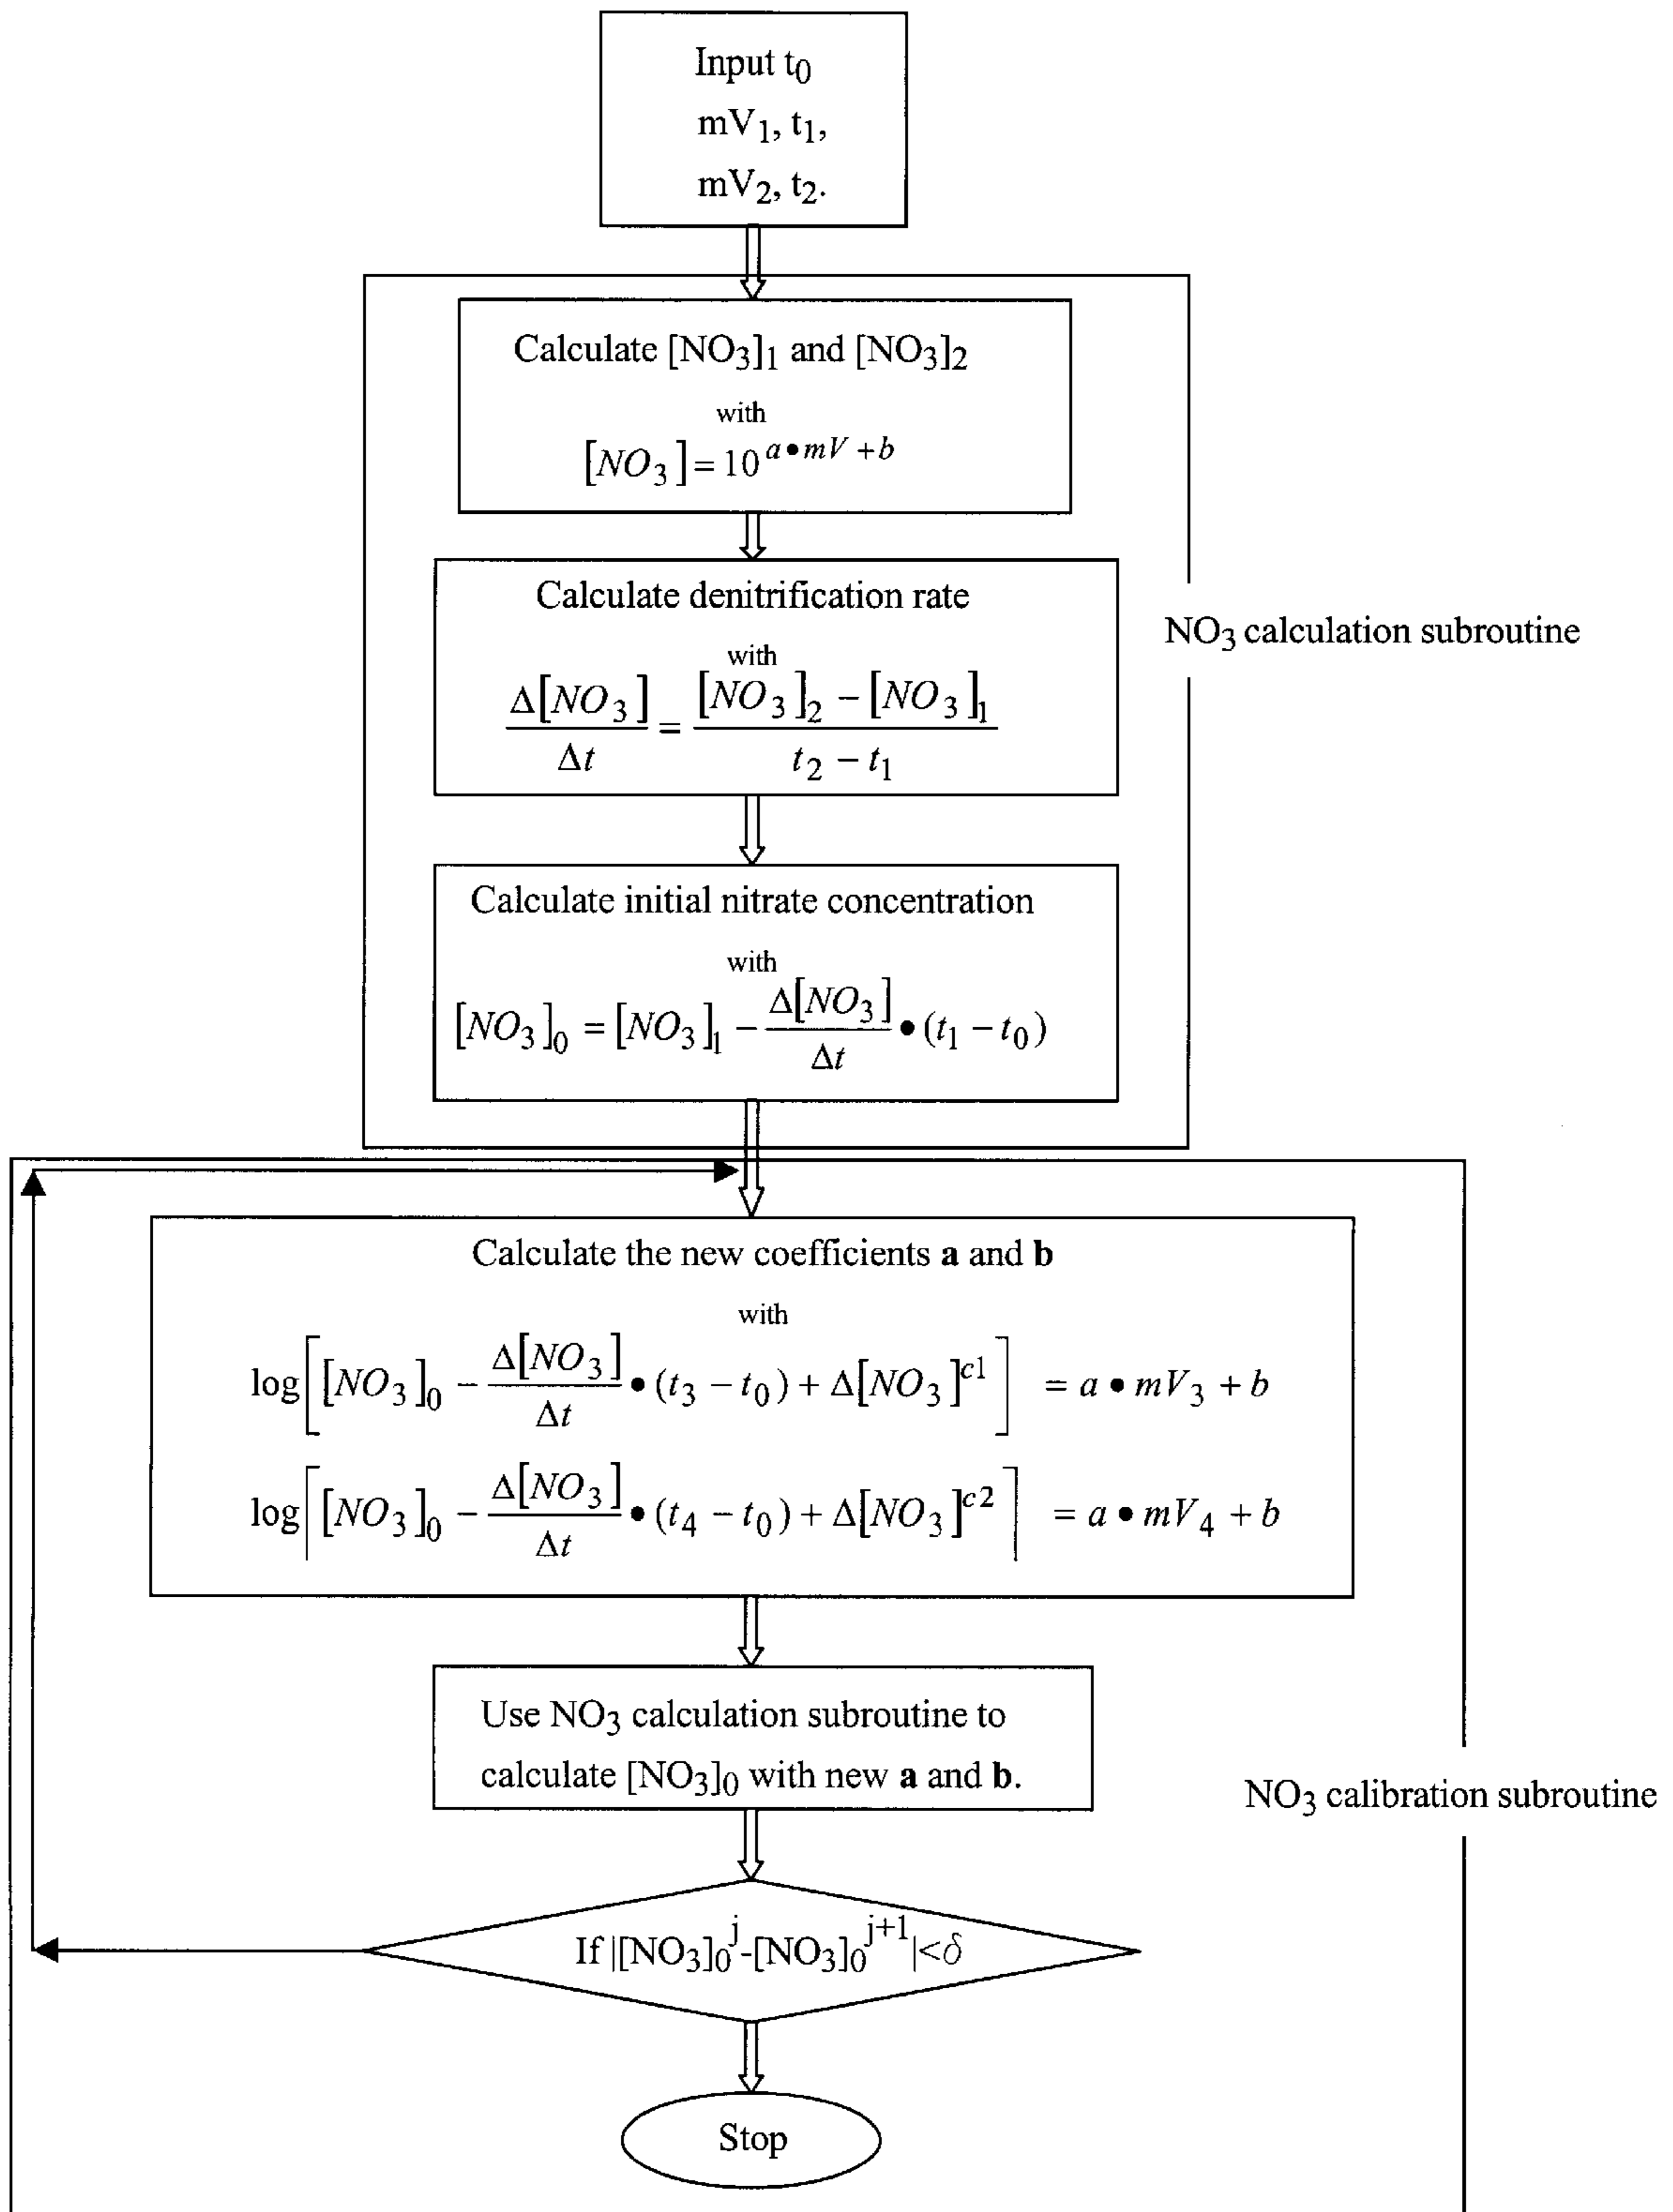 Input t₀
mV₁, t₁,
mV₂, t₂.
Calculate [NO₃]₁ and [NO₃]₂
with
[NO₃] = 10^(a•mV+b)
Calculate denitrification rate
with
Δ[NO₃]/Δt = ([NO₃]₂ − [NO₃]₁)/(t₂ − t₁)
NO₃ calculation subroutine
Calculate initial nitrate concentration
with
[NO₃]₀ = [NO₃]₁ − Δ[NO₃]/Δt • (t₁ − t₀)
Calculate the new coefficients a and b
with
log[[NO₃]₀ − Δ[NO₃]/Δt • (t₃ − t₀) + Δ[NO₃]^c1] = a • mV₃ + b
log[[NO₃]₀ − Δ[NO₃]/Δt • (t₄ − t₀) + Δ[NO₃]^c2] = a • mV₄ + b
Use NO₃ calculation subroutine to
calculate [NO₃]₀ with new a and b.
NO₃ calibration subroutine
If |[NO₃]₀^j-[NO₃]₀^j+1|<δ
Stop